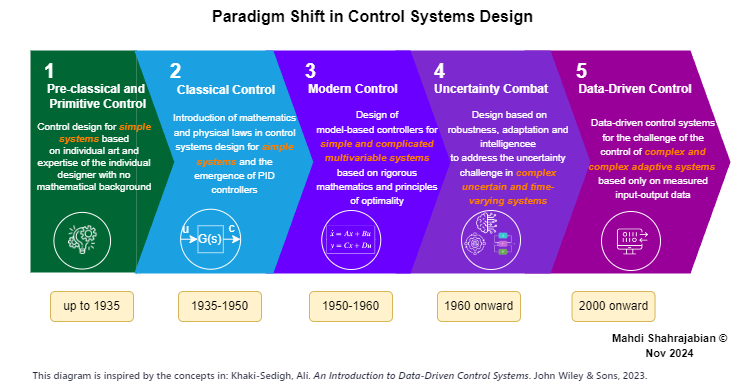 Paradigm Shift in Control Systems Design
1
Pre-classical and
Primitive Control
Control design for simple
systems based
on individual art and
expertise of the individual
designer with no
mathematical background
2
Classical Control
Introduction of mathematics
and physical laws in control
systems design for simple
systems and the
emergence of PID
controllers
u
G(s)
c
3
Modern Control
Design of
model-based controllers for
simple and complicated
multivariable systems
based on rigorous
mathematics and principles
of optimality
ẋ = Ax + Bu
y = Cx + Du
4
Uncertainty Combat
Design based on
robustness, adaptation and
intelligencee
to address the uncertainty
challenge in complex
uncertain and time-
varying systems
5
Data-Driven Control
Data-driven control systems
for the challenge of the
control of complex and
complex adaptive systems
based only on measured
input-output data
up to 1935
1935-1950
1950-1960
1960 onward
2000 onward
Mahdi Shahrajabian ©
Nov 2024
This diagram is inspired by the concepts in: Khaki-Sedigh, Ali. An Introduction to Data-Driven Control Systems. John Wiley & Sons, 2023.